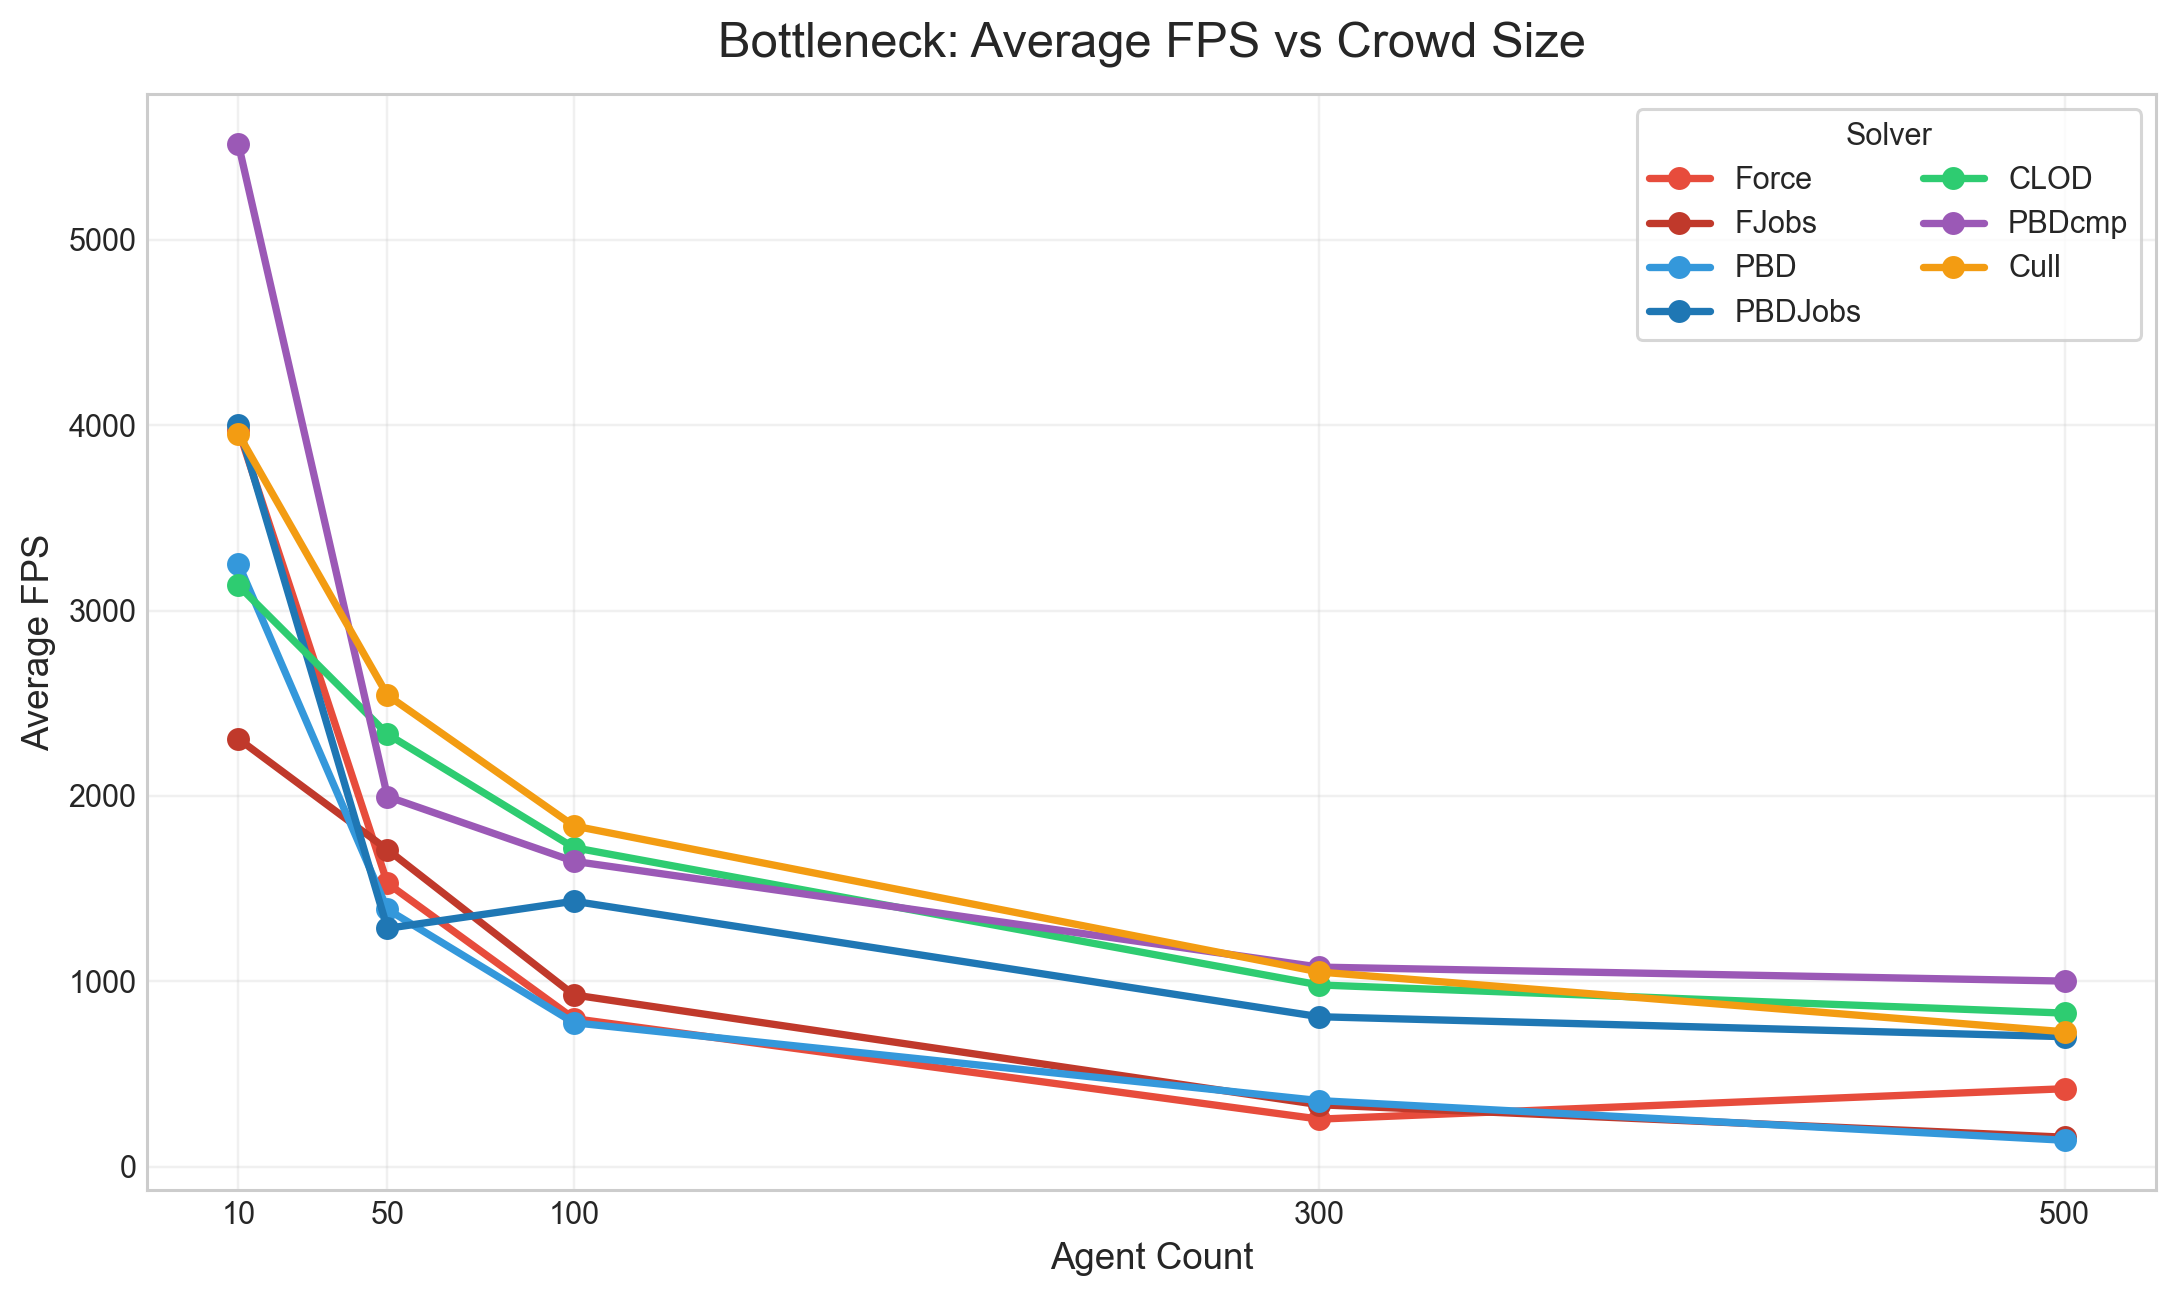 Bottleneck: Average FPS vs Crowd Size
Solver
Force
FJobs
PBD
PBDJobs
CLOD
PBDcmp
Cull
Average FPS
5000
4000
3000
2000
1000
0
10
50
100
300
500
Agent Count